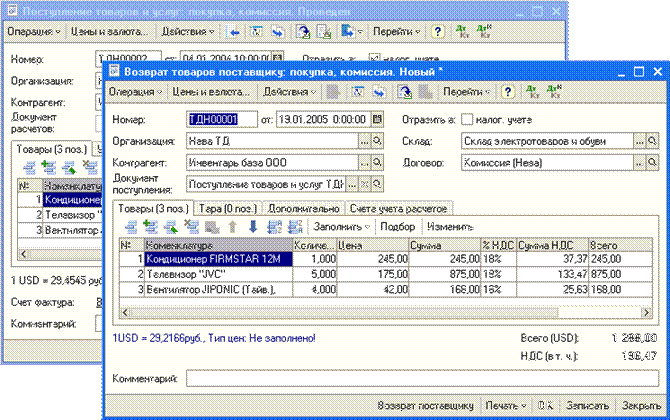 Поступление товаров и услуг: покупка, комиссия. Проведен
Операция Цены и валюта... Действия Перейти ?
Номер: ТДН00002 от: 04.01.2004 10:00:00 Отразить в: налог. учете
Организация:
Контрагент:
Документ расчетов:
Товары (3 поз.)
№ Номенклатура
1 Кондиционер
2 Телевизор "
3 Вентилятор
1 USD = 29,4545 руб
Счет фактура:
Комментарий:
Возврат товаров поставщику: покупка, комиссия. Новый *
Операция Цены и валюта... Действия Перейти ?
Номер: ТДН00001 от: 19.01.2005 0:00:00 Отразить в: налог. учете
Организация: Нева ТД Склад: Склад электротоваров и обуви
Контрагент: Инвентарь база ООО Договор: Комиссия (Нева)
Документ поступления: Поступление товаров и услуг ТДН
Товары (3 поз.) Тара (0 поз.) Дополнительно Счета учета расчетов
Заполнить Подбор Изменить
№ Номенклатура Количе... Цена Сумма % НДС Сумма НДС Всего
1 Кондиционер FIRMSTAR 12М 1,000 245,00 245,00 18% 37,37 245,00
2 Телевизор "JVC" 5,000 175,00 875,00 18% 133,47 875,00
3 Вентилятор JIPONIC (Тайв.), 4,000 42,00 168,00 18% 25,63 168,00
1USD = 29,2166руб., Тип цен: Не заполнено! Всего (USD): 1 288,00
НДС (в т. ч.): 196,47
Комментарий:
Возврат поставщику Печать OK Записать Закрыть